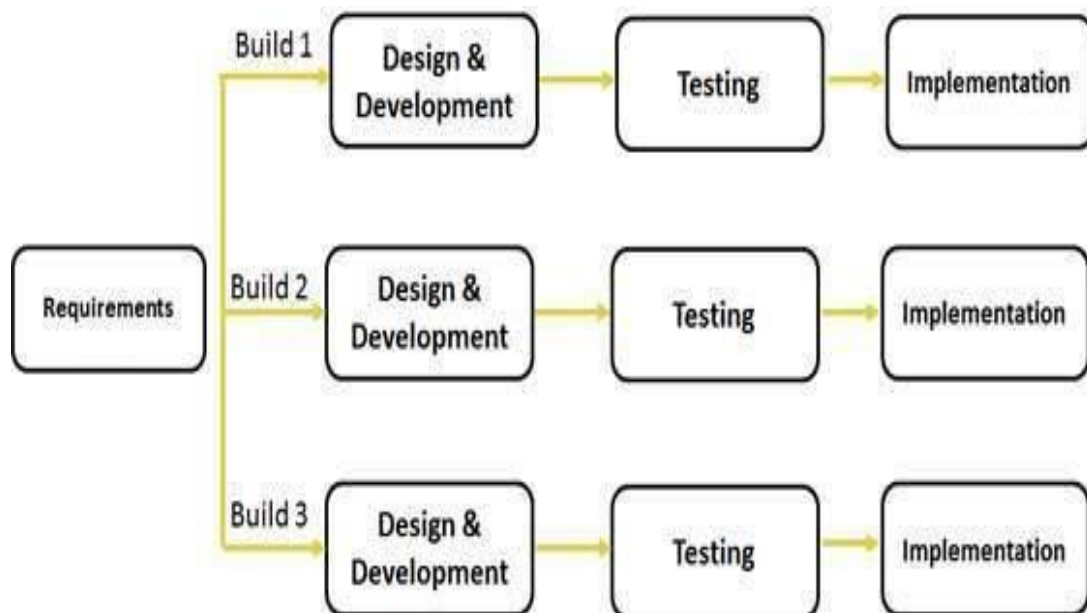 Build 1
Design &
Development
Testing
Implementation
Requirements
Build 2
Design &
Development
Testing
Implementation
Build 3
Design &
Development
Testing
Implementation